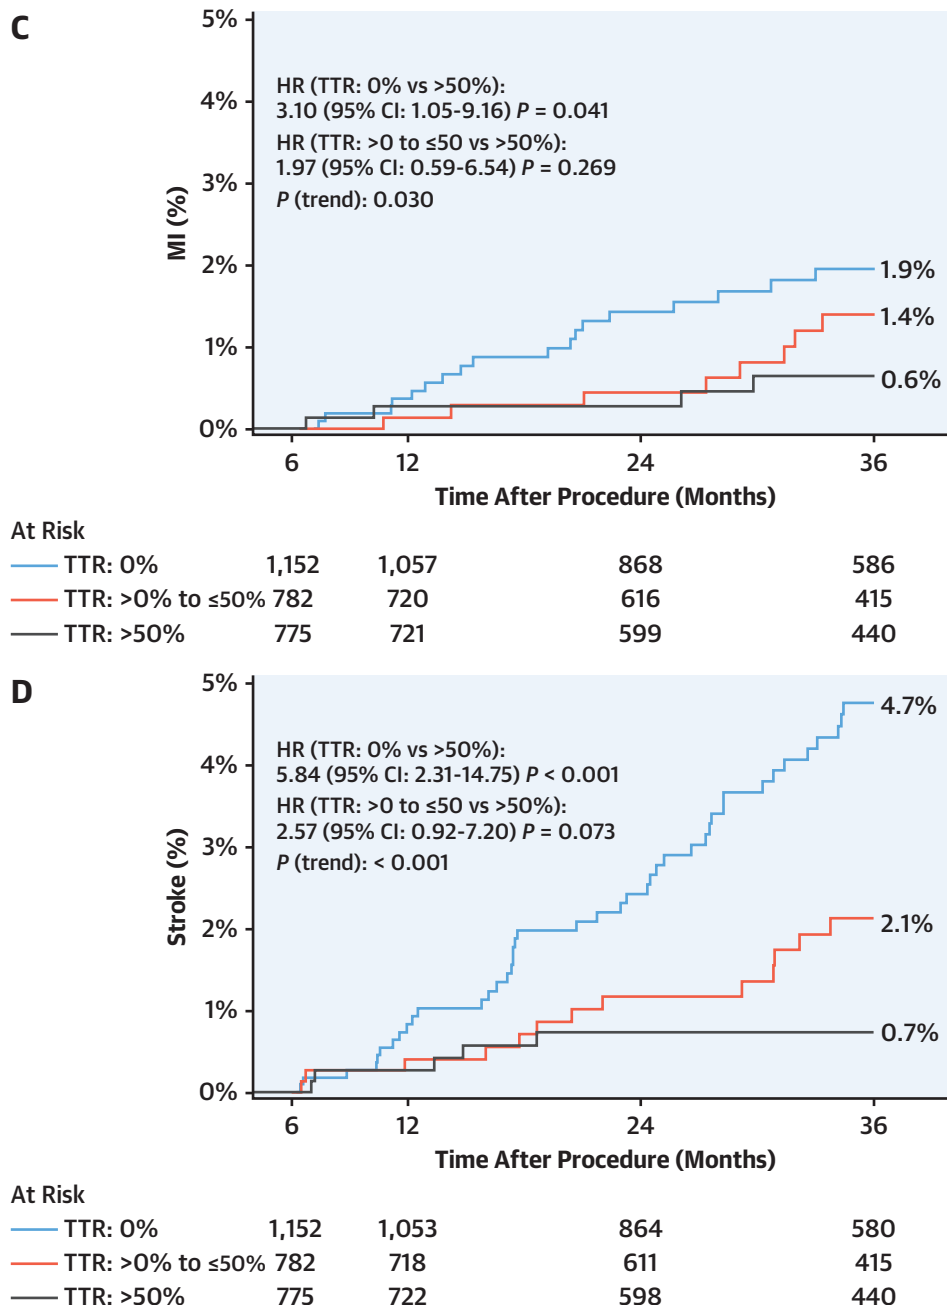 C
5%
4%
3%
2%
1%
0%
MI (%)
HR (TTR: 0% vs >50%):
3.10 (95% CI: 1.05-9.16) P = 0.041
HR (TTR: >0 to ≤50 vs >50%):
1.97 (95% CI: 0.59-6.54) P = 0.269
P (trend): 0.030
1.9%
1.4%
0.6%
6 12 24 36
Time After Procedure (Months)
At Risk
TTR: 0% 1,152 1,057 868 586
TTR: >0% to ≤50% 782 720 616 415
TTR: >50% 775 721 599 440
D
5%
4%
3%
2%
1%
0%
Stroke (%)
HR (TTR: 0% vs >50%):
5.84 (95% CI: 2.31-14.75) P < 0.001
HR (TTR: >0 to ≤50 vs >50%):
2.57 (95% CI: 0.92-7.20) P = 0.073
P (trend): < 0.001
4.7%
2.1%
0.7%
6 12 24 36
Time After Procedure (Months)
At Risk
TTR: 0% 1,152 1,053 864 580
TTR: >0% to ≤50% 782 718 611 415
TTR: >50% 775 722 598 440